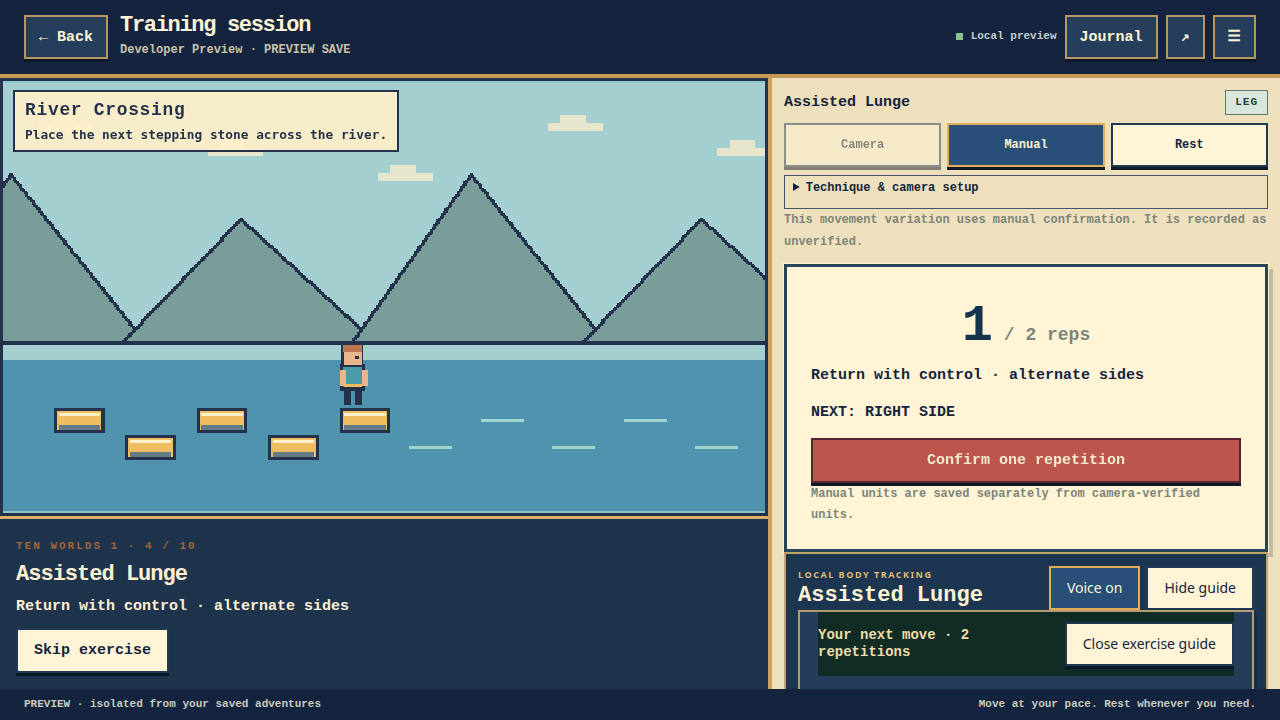 ← Back
Training session
Developer Preview · PREVIEW SAVE
Local preview
Journal
↗
☰
River Crossing
Place the next stepping stone across the river.
TEN WORLDS 1 · 4 / 10
Assisted Lunge
Return with control · alternate sides
Skip exercise
Assisted Lunge
LEG
Camera
Manual
Rest
▶ Technique & camera setup
This movement variation uses manual confirmation. It is recorded as
unverified.
1 / 2 reps
Return with control · alternate sides
NEXT: RIGHT SIDE
Confirm one repetition
Manual units are saved separately from camera-verified
units.
LOCAL BODY TRACKING
Assisted Lunge
Voice on
Hide guide
Your next move · 2
repetitions
Close exercise guide
PREVIEW · isolated from your saved adventures
Move at your pace. Rest whenever you need.